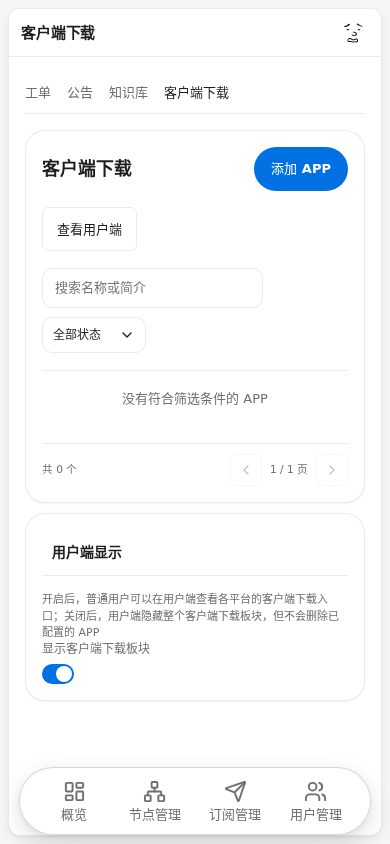 客户端下载
工单 公告 知识库 客户端下载
客户端下载
添加 APP
查看用户端
搜索名称或简介
全部状态
没有符合筛选条件的 APP
共 0 个
1 / 1 页
用户端显示
开启后，普通用户可以在用户端查看各平台的客户端下载入
口；关闭后，用户端隐藏整个客户端下载板块，但不会删除已
配置的 APP
显示客户端下载板块
概览 节点管理 订阅管理 用户管理